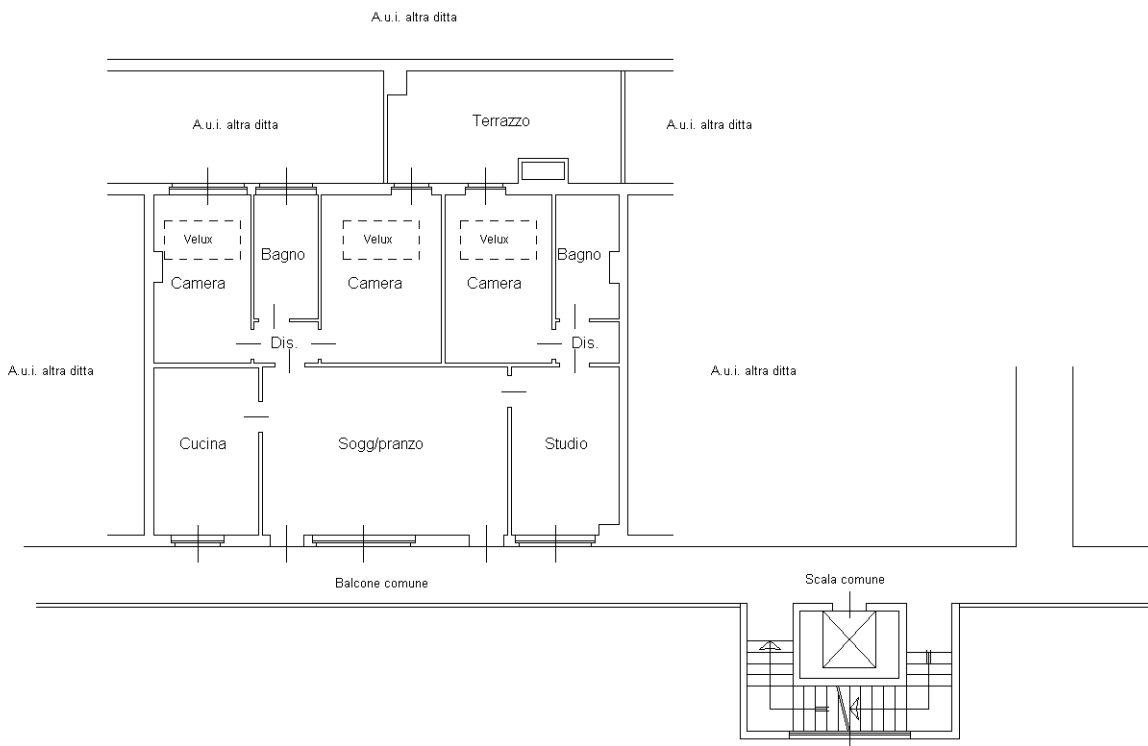 A.u.i. altra ditta
A.u.i. altra ditta
Terrazzo
A.u.i. altra ditta
Velux
Velux
Velux
Bagno
Bagno
Camera
Camera
Camera
Dis.
Dis.
A.u.i. altra ditta
A.u.i. altra ditta
Cucina
Sogg/pranzo
Studio
Balcone comune
Scala comune